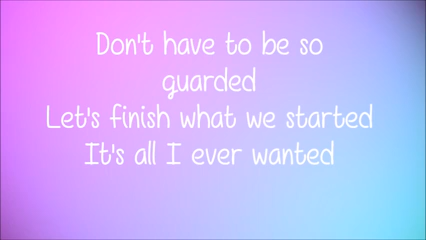 Don't have to be so
guarded
Let's finish what we started
It's all I ever wanted